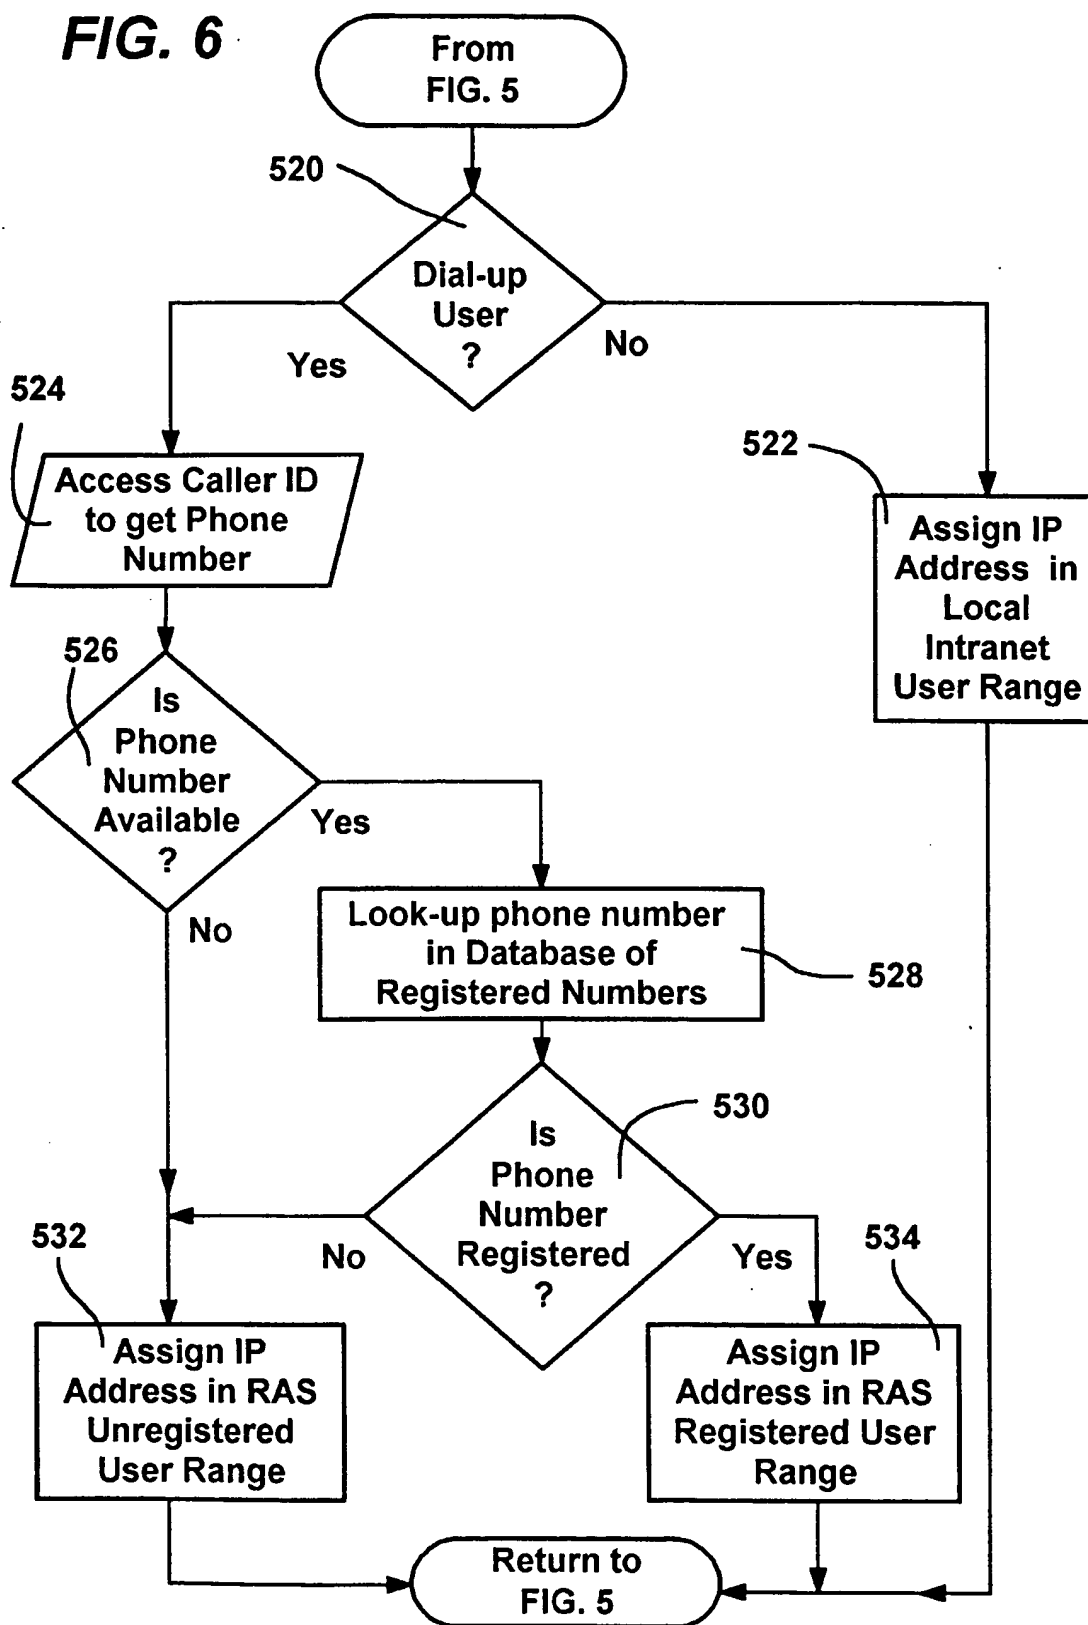 FIG. 6
From
FIG. 5
520
Dial-up
User
?
Yes
No
524
Access Caller ID
to get Phone
Number
522
Assign IP
Address in
Local
Intranet
User Range
526
Is
Phone
Number
Available
?
Yes
No
Look-up phone number
in Database of
Registered Numbers
528
530
Is
Phone
Number
Registered
?
No
Yes
532
Assign IP
Address in RAS
Unregistered
User Range
534
Assign IP
Address in RAS
Registered User
Range
Return to
FIG. 5